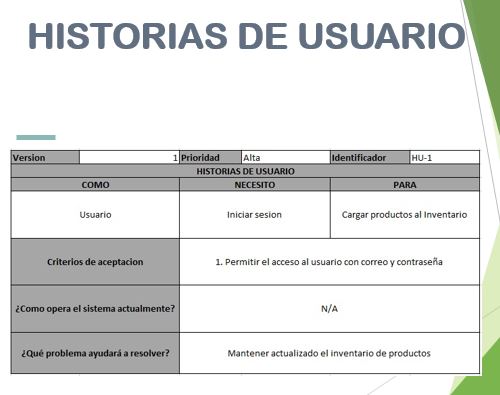 HISTORIAS DE USUARIO
Version 1 Prioridad Alta Identificador HU-1
HISTORIAS DE USUARIO
COMO NECESITO PARA
Usuario Iniciar sesion Cargar productos al Inventario
Criterios de aceptacion 1. Permitir el acceso al usuario con correo y contraseña
¿Como opera el sistema actualmente? N/A
¿Qué problema ayudará a resolver? Mantener actualizado el inventario de productos